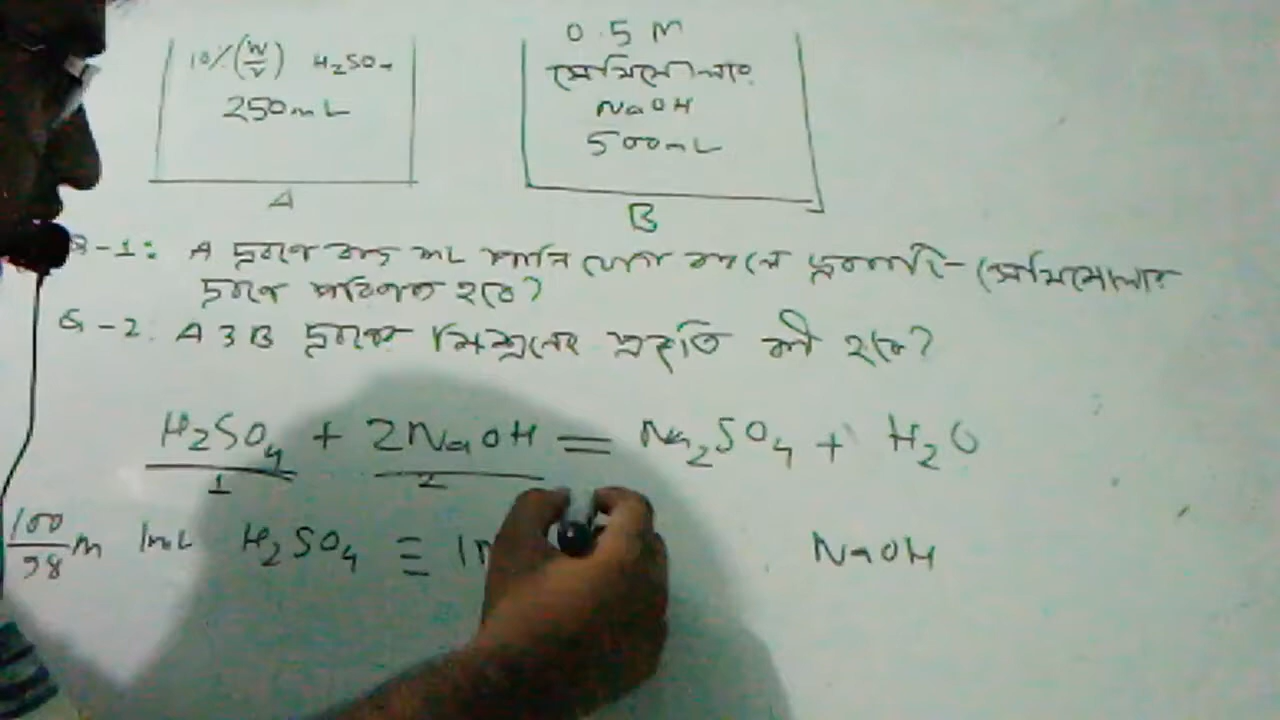 10%(W/V) H₂SO₄
250mL
A
0.5 M
সেমিমোলার
NaOH
500mL
B
-1: A দ্রবণে কত mL পানি যোগ করলে দ্রবণটি সেমিমোলার
দ্রবণে পরিণত হবে?
Q-2. A ও B দ্রবণের মিশ্রণের প্রকৃতি কী হবে?
H₂SO₄ + 2NaOH = Na₂SO₄ + H₂O
1 2
100/98 M 1mL H₂SO₄ ≡ 1m NaOH